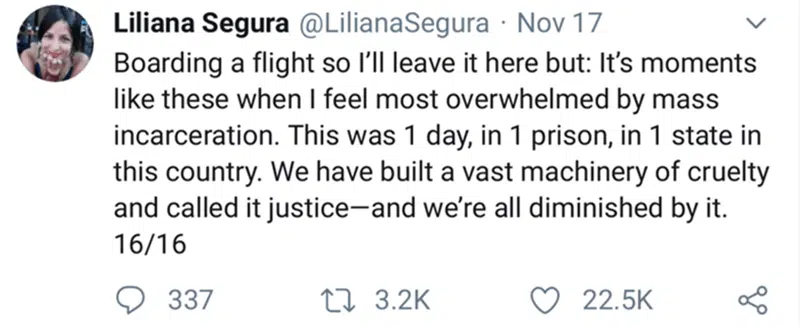 Liliana Segura @LilianaSegura · Nov 17
Boarding a flight so I’ll leave it here but: It’s moments
like these when I feel most overwhelmed by mass
incarceration. This was 1 day, in 1 prison, in 1 state in
this country. We have built a vast machinery of cruelty
and called it justice—and we’re all diminished by it.
16/16
337 3.2K 22.5K